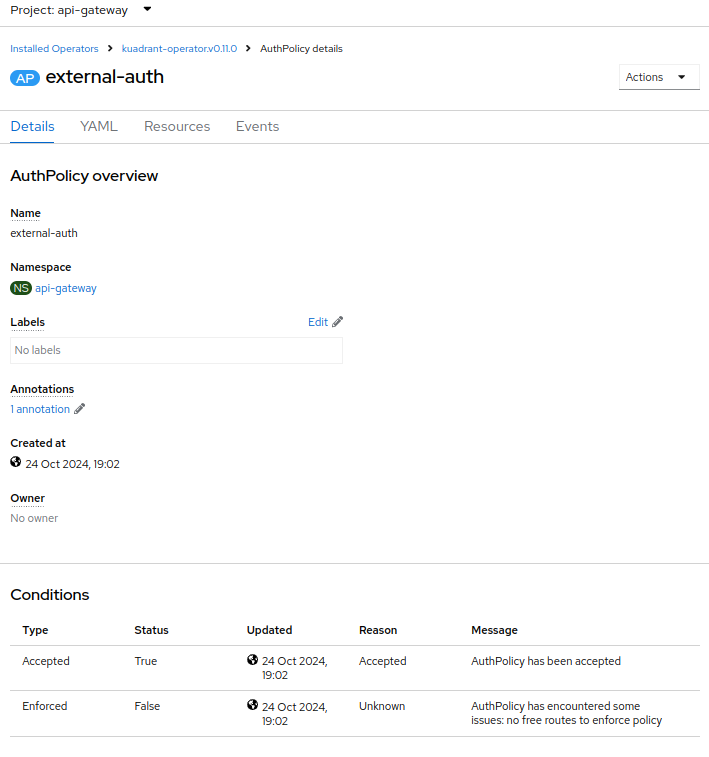 Project: api-gateway
Installed Operators > kuadrant-operator.v0.11.0 > AuthPolicy details
AP external-auth
Actions
Details YAML Resources Events
AuthPolicy overview
Name
external-auth
Namespace
NS api-gateway
Labels Edit
No labels
Annotations
1 annotation
Created at
24 Oct 2024, 19:02
Owner
No owner
Conditions
Type Status Updated Reason Message
Accepted True 24 Oct 2024, Accepted AuthPolicy has been accepted
19:02
Enforced False 24 Oct 2024, Unknown AuthPolicy has encountered some
19:02 issues: no free routes to enforce policy